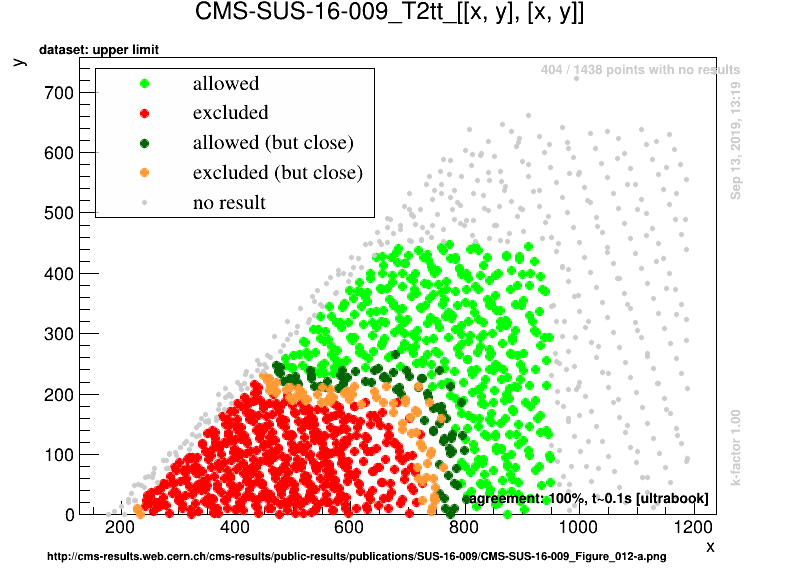 CMS-SUS-16-009_T2tt_[[x, y], [x, y]]
dataset: upper limit
y
404 / 1438 points with no results
allowed
excluded
allowed (but close)
excluded (but close)
no result
700
600
500
400
300
200
100
0
Sep 13, 2019, 13:19
k-factor 1.00
agreement: 100%, t~0.1s [ultrabook]
200 400 600 800 1000 1200
x
http://cms-results.web.cern.ch/cms-results/public-results/publications/SUS-16-009/CMS-SUS-16-009_Figure_012-a.png